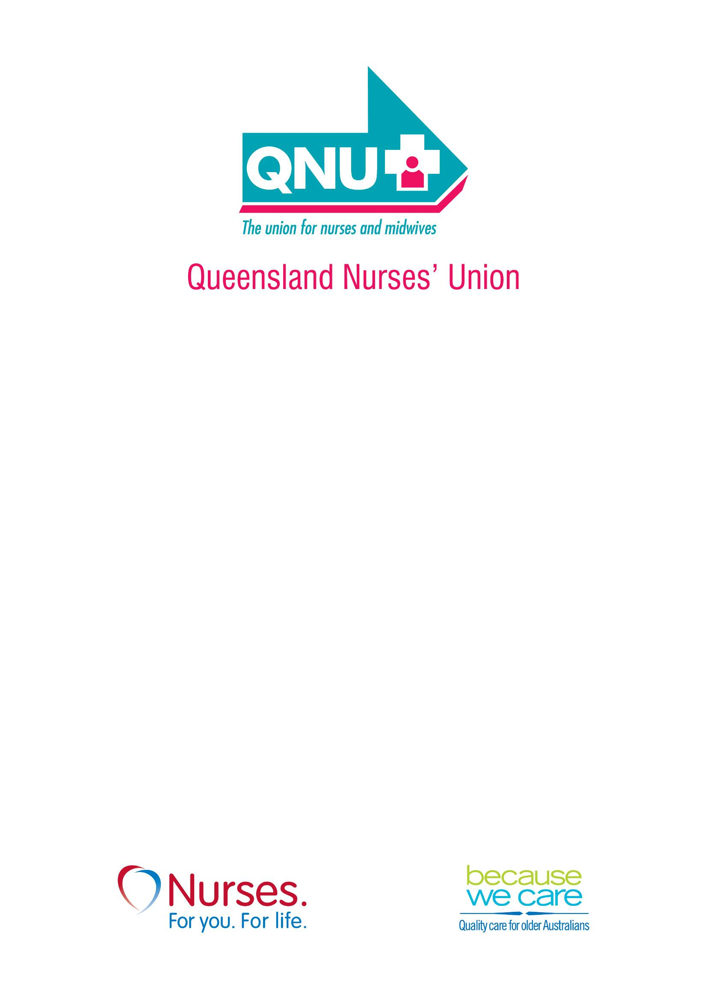 QNU
The union for nurses and midwives
Queensland Nurses’ Union
Nurses.
For you. For life.
because
we care
Quality care for older Australians